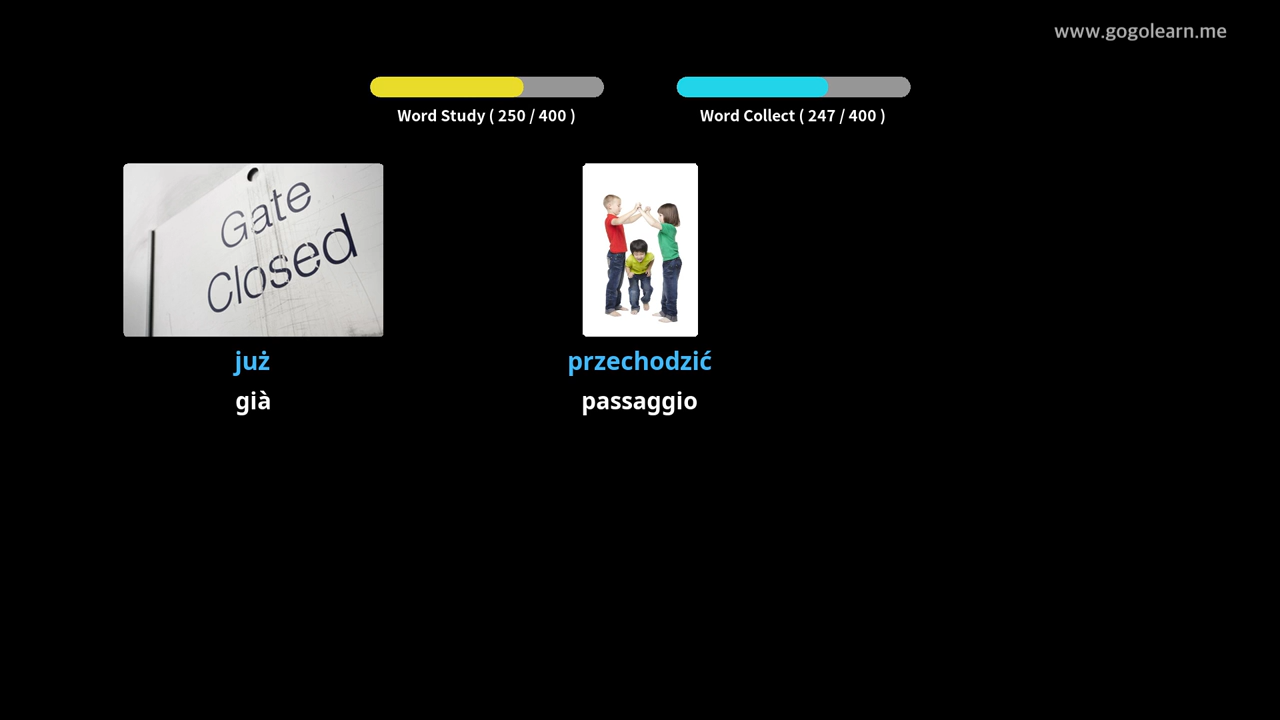 www.gogolearn.me
Word Study ( 250 / 400 )
Word Collect ( 247 / 400 )
Gate
Closed
już
già
przechodzić
passaggio